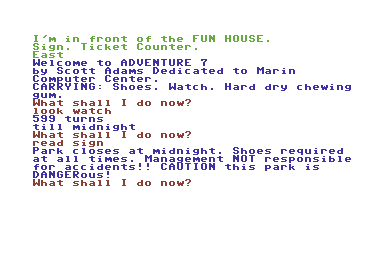 I'm in front of the FUN HOUSE.
Sign. Ticket Counter.
East
Welcome to ADVENTURE 7
by Scott Adams Dedicated to Marin
Computer Center.
CARRYING: Shoes. Watch. Hard dry chewing
gum.
What shall I do now?
look watch
599 turns
till midnight
What shall I do now?
read sign
Park closes at midnight. Shoes required
at all times. Management NOT responsible
for accidents!! CAUTION this park is
DANGERous!
What shall I do now?